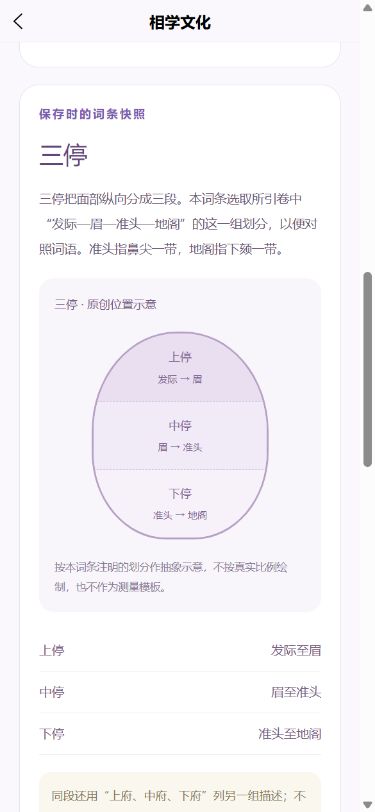 相学文化
保存时的词条快照
三停
三停把面部纵向分成三段。本词条选取所引卷中
“发际—眉—准头—地阁”的这一组划分，以便对
照词语。准头指鼻尖一带，地阁指下颏一带。
三停 · 原创位置示意
上停
发际 → 眉
中停
眉 → 准头
下停
准头 → 地阁
按本词条注明的划分作抽象示意，不按真实比例绘
制，也不作为测量模板。
上停 发际至眉
中停 眉至准头
下停 准头至地阁
同段还用“上府、中府、下府”列另一组描述；不